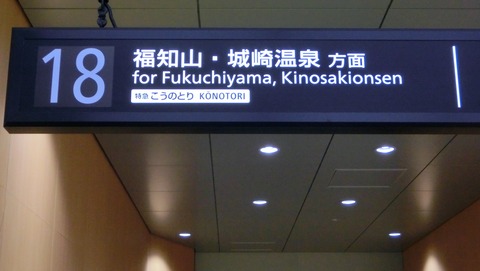 18
福知山・城崎温泉 方面
for Fukuchiyama, Kinosakionsen
特急 こうのとり KŌNOTORI